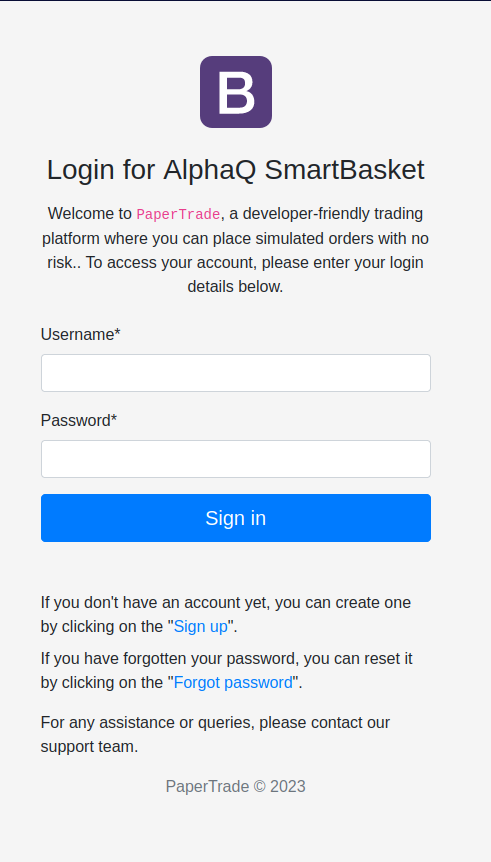 B
Login for AlphaQ SmartBasket
Welcome to PaperTrade, a developer-friendly trading
platform where you can place simulated orders with no
risk.. To access your account, please enter your login
details below.
Username*
Password*
Sign in
If you don't have an account yet, you can create one
by clicking on the "Sign up".
If you have forgotten your password, you can reset it
by clicking on the "Forgot password".
For any assistance or queries, please contact our
support team.
PaperTrade © 2023